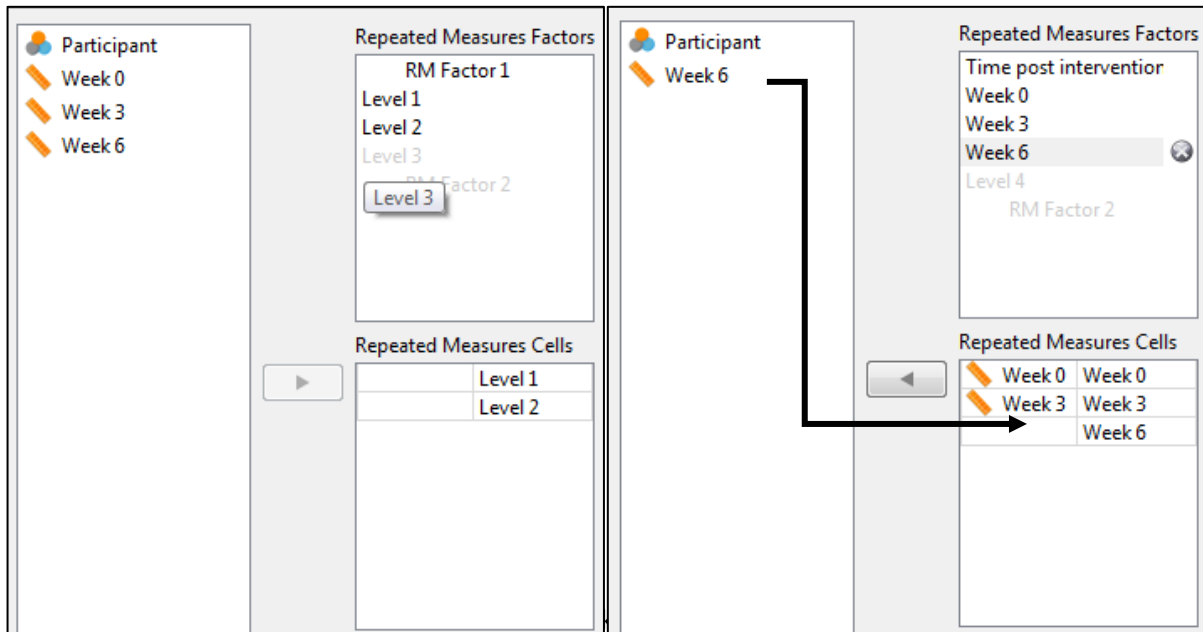 Participant
Week 0
Week 3
Week 6
Repeated Measures Factors
RM Factor 1
Level 1
Level 2
Level 3
RM Factor 2
Level 3
Repeated Measures Cells
Level 1
Level 2
Participant
Week 6
Repeated Measures Factors
Time post intervention
Week 0
Week 3
Week 6
Level 4
RM Factor 2
Repeated Measures Cells
Week 0 Week 0
Week 3 Week 3
Week 6